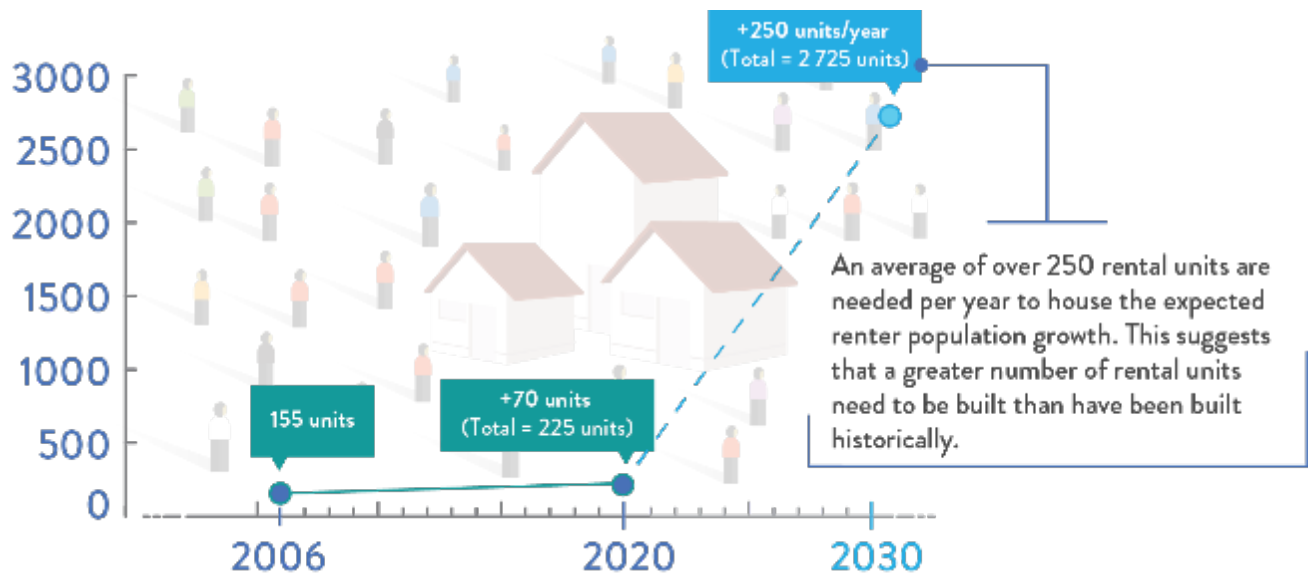 +250 units/year
(Total = 2 725 units)
3000
2500
2000
1500
1000
500
0
155 units
+70 units
(Total = 225 units)
An average of over 250 rental units are
needed per year to house the expected
renter population growth. This suggests
that a greater number of rental units
need to be built than have been built
historically.
2006
2020
2030